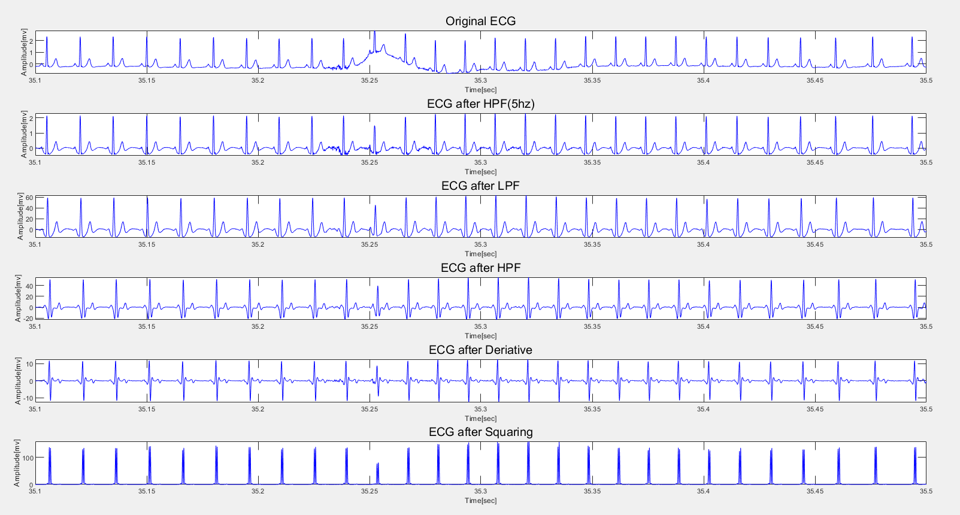 Original ECG
Amplitude[mv]
2
1
0
35.1 35.15 35.2 35.25 35.3 35.35 35.4 35.45 35.5
Time[sec]
ECG after HPF(5hz)
Amplitude[mv]
2
1
0
35.1 35.15 35.2 35.25 35.3 35.35 35.4 35.45 35.5
Time[sec]
ECG after LPF
Amplitude[mv]
60
40
20
0
35.1 35.15 35.2 35.25 35.3 35.35 35.4 35.45 35.5
Time[sec]
ECG after HPF
Amplitude[mv]
40
20
0
-20
35.1 35.15 35.2 35.25 35.3 35.35 35.4 35.45 35.5
Time[sec]
ECG after Deriative
Amplitude[mv]
10
0
-10
35.1 35.15 35.2 35.25 35.3 35.35 35.4 35.45 35.5
Time[sec]
ECG after Squaring
Amplitude[mv]
100
0
35.1 35.15 35.2 35.25 35.3 35.35 35.4 35.45 35.5
Time[sec]